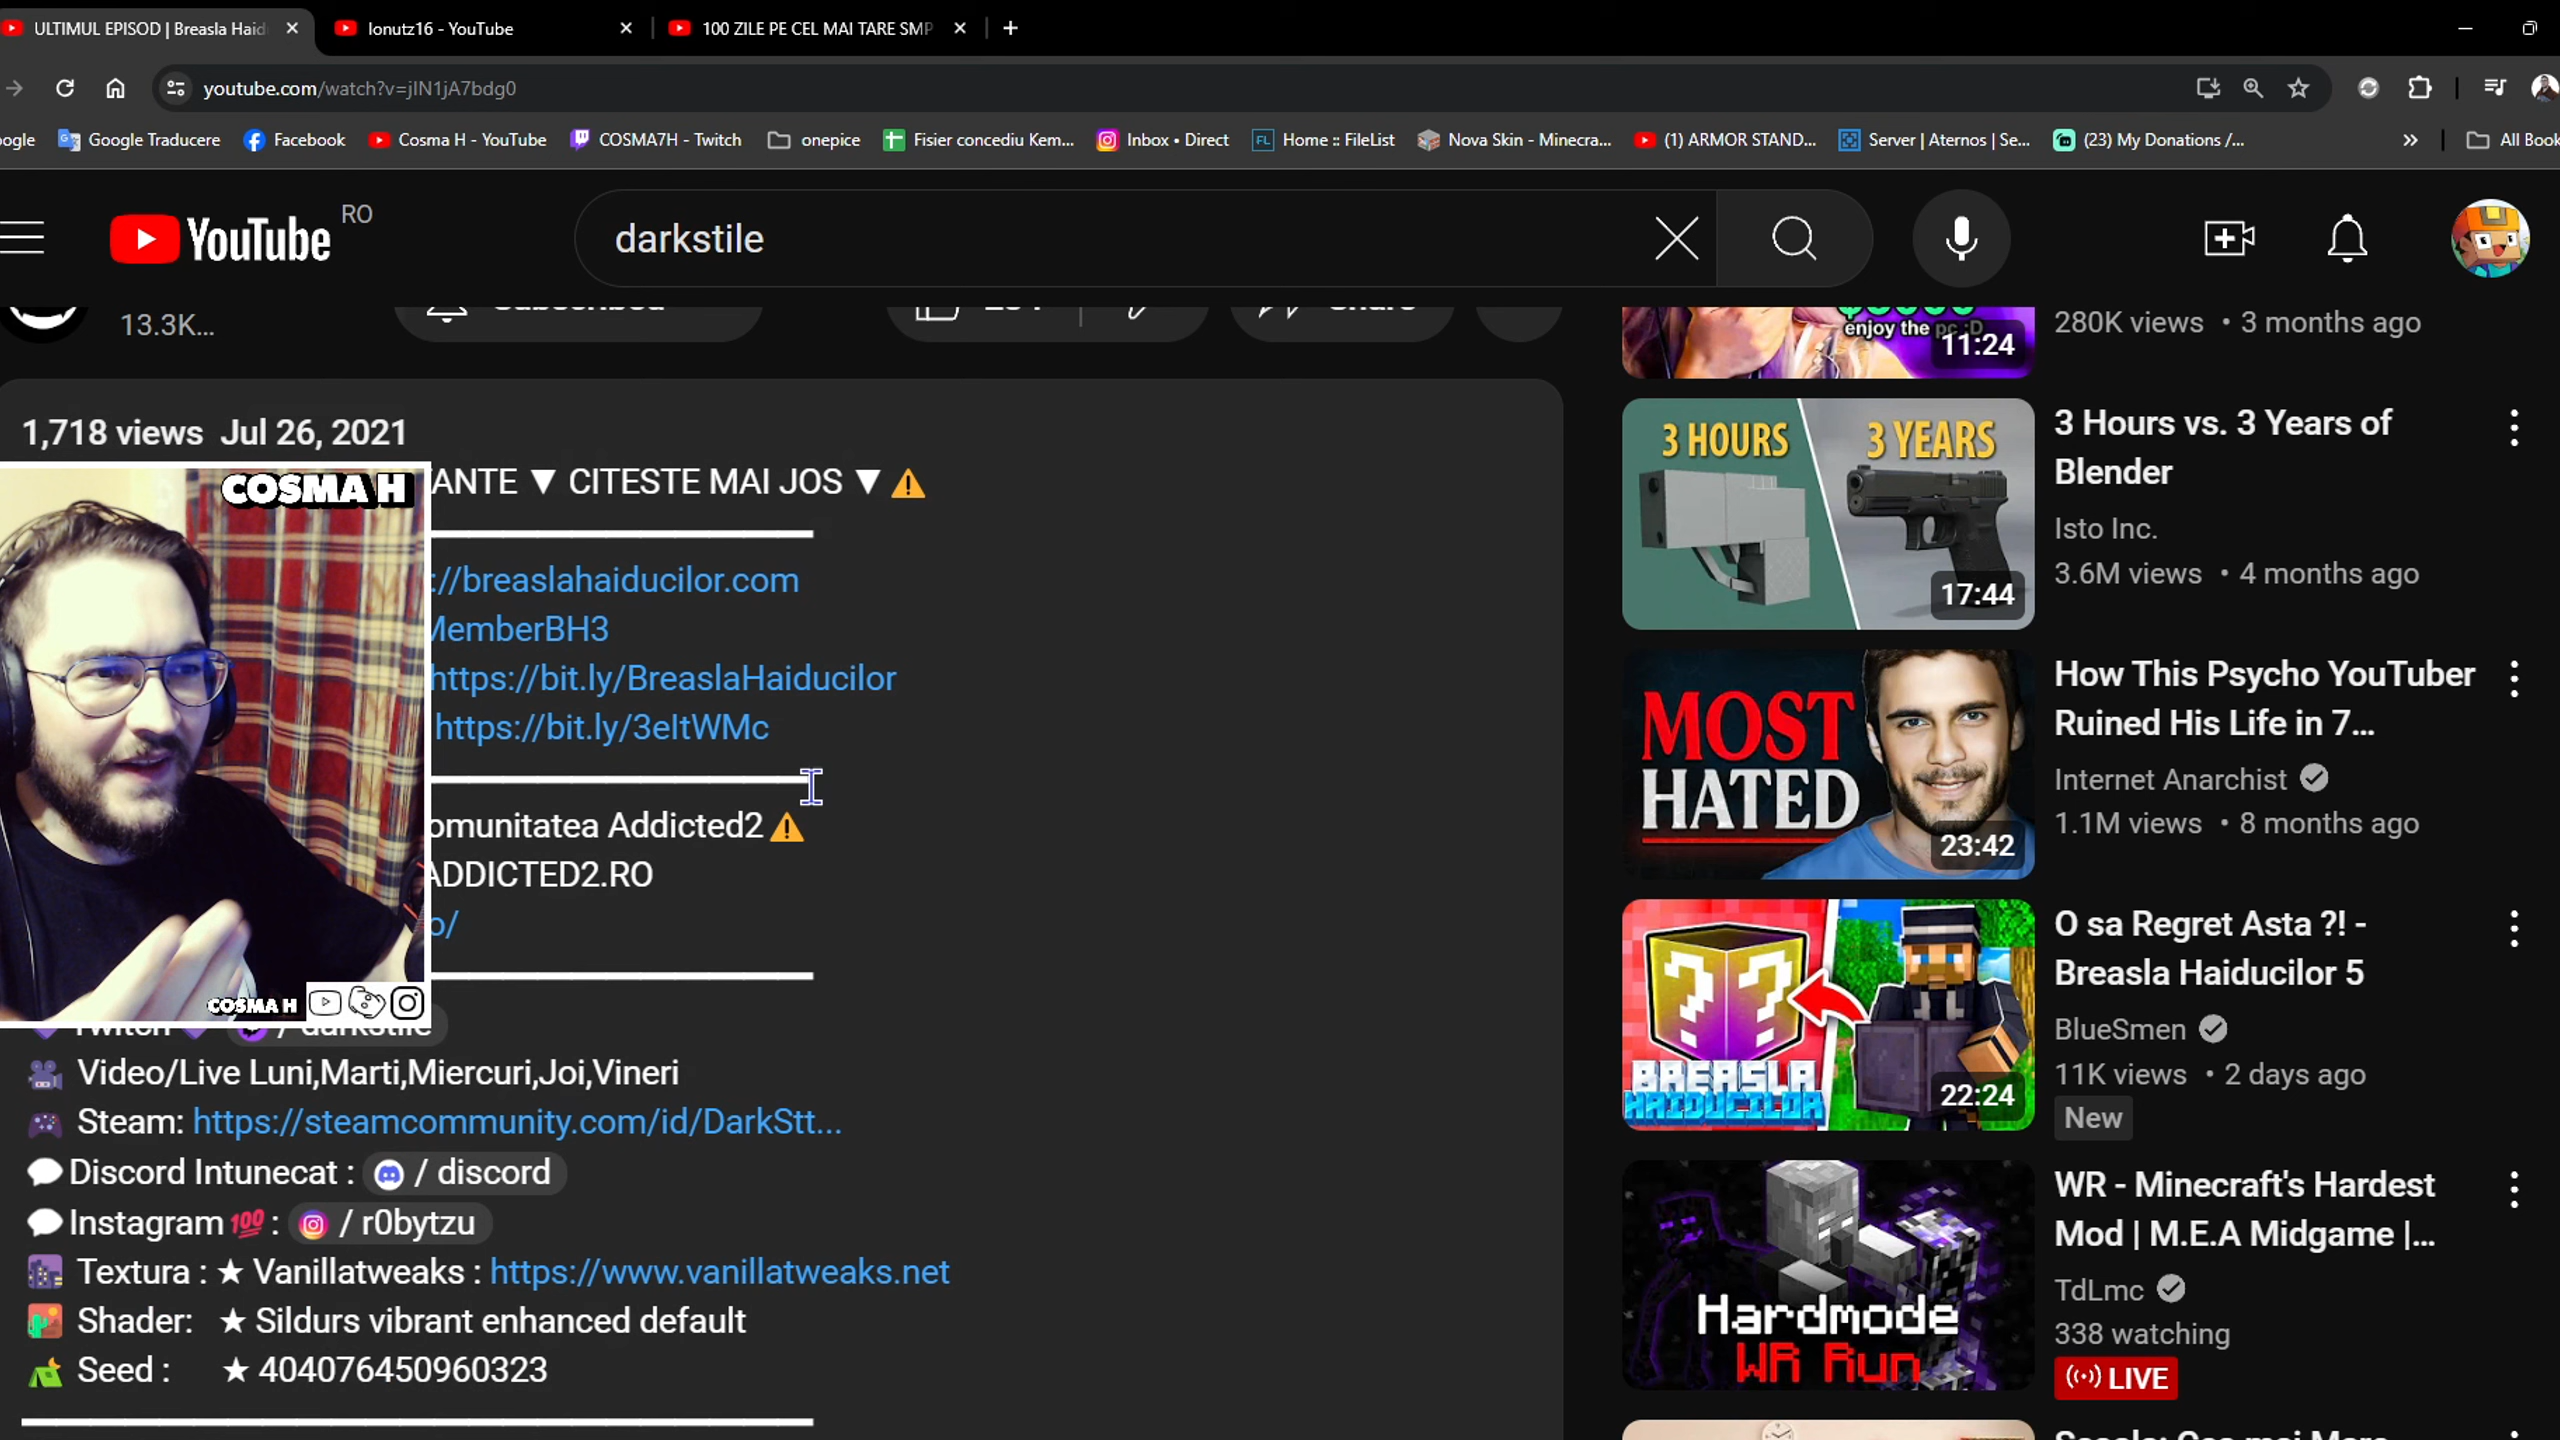 ULTIMUL EPISOD | Breasla Haid
Ionutz16 - YouTube
100 ZILE PE CEL MAI TARE SMP
youtube.com/watch?v=jIN1jA7bdg0
ogle
Google Traducere
Facebook
Cosma H - YouTube
COSMA7H - Twitch
onepice
Fisier concediu Kem...
Inbox • Direct
Home :: FileList
Nova Skin - Minecra...
(1) ARMOR STAND...
Server | Aternos | Se...
(23) My Donations /...
All Book
YouTube RO
darkstile
13.3K...
1,718 views Jul 26, 2021
ANTE ▼ CITESTE MAI JOS ▼ ⚠
://breaslahaiducilor.com
MemberBH3
https://bit.ly/BreaslaHaiducilor
https://bit.ly/3eItWMc
omunitatea Addicted2 ⚠
ADDICTED2.RO
o/
COSMA H
COSMA H
Twitch / darkstile
Video/Live Luni,Marti,Miercuri,Joi,Vineri
Steam: https://steamcommunity.com/id/DarkStt...
Discord Intunecat : / discord
Instagram 💯 : / r0bytzu
Textura : ★ Vanillatweaks : https://www.vanillatweaks.net
Shader: ★ Sildurs vibrant enhanced default
Seed : ★ 404076450960323
enjoy the pc :D
11:24
280K views • 3 months ago
3 HOURS
3 YEARS
17:44
3 Hours vs. 3 Years of
Blender
Isto Inc.
3.6M views • 4 months ago
MOST
HATED
23:42
How This Psycho YouTuber
Ruined His Life in 7...
Internet Anarchist
1.1M views • 8 months ago
BREASLA
HAIDUCILOR
22:24
O sa Regret Asta ?! -
Breasla Haiducilor 5
BlueSmen
11K views • 2 days ago
New
Hardmode
WR Run
WR - Minecraft's Hardest
Mod | M.E.A Midgame |...
TdLmc
338 watching
LIVE